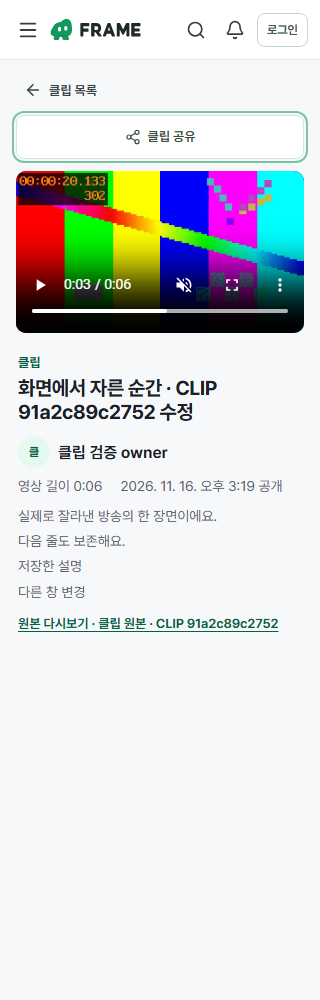 FRAME
로그인
클립 목록
클립 공유
00:00:20.133
302
0:03 / 0:06
클립
화면에서 자른 순간 · CLIP
91a2c89c2752 수정
클
클립 검증 owner
영상 길이 0:06 2026. 11. 16. 오후 3:19 공개
실제로 잘라낸 방송의 한 장면이에요.
다음 줄도 보존해요.
저장한 설명
다른 창 변경
원본 다시보기 · 클립 원본 · CLIP 91a2c89c2752